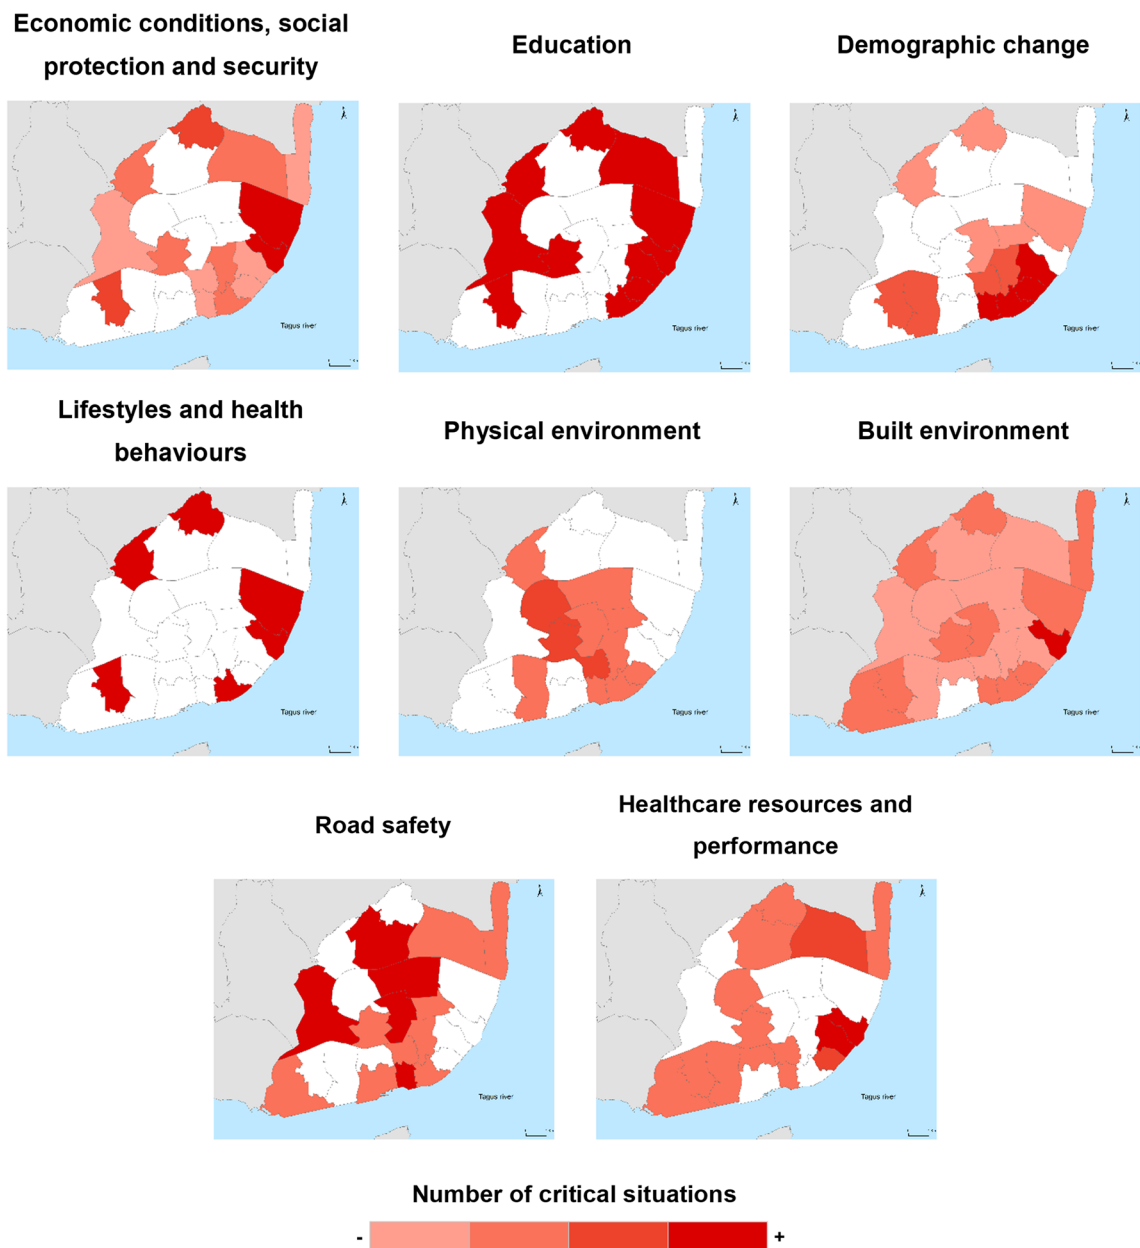 Economic conditions, social
protection and security
Education
Demographic change
Tagus river
Tagus river
Tagus river
Lifestyles and health
behaviours
Physical environment
Built environment
Tagus river
Tagus river
Tagus river
Road safety
Healthcare resources and
performance
Tagus river
Tagus river
Number of critical situations
- +